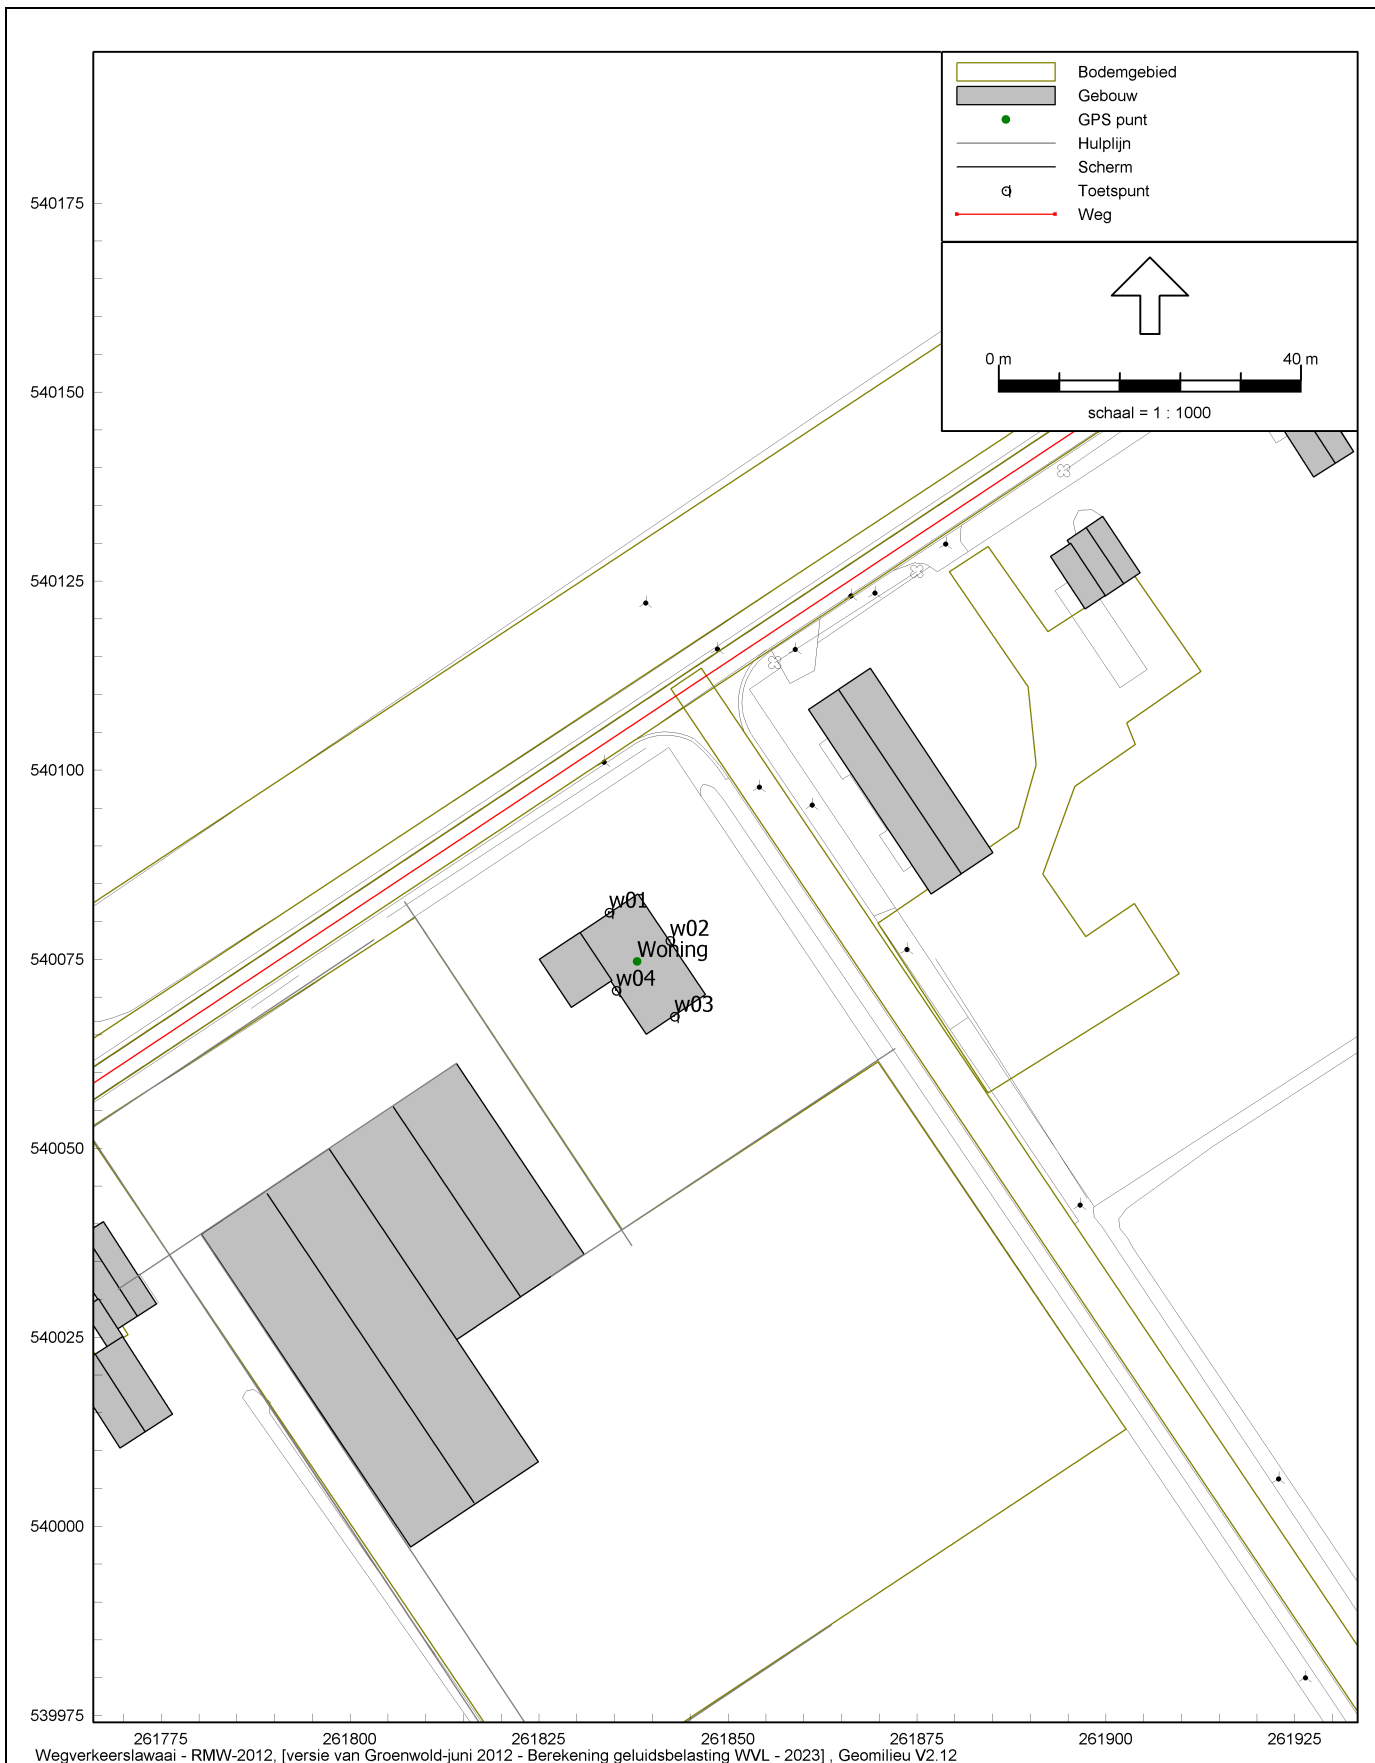 Bodemgebied
Gebouw
GPS punt
Hulplijn
Scherm
Toetspunt
Weg
0 m 40 m
schaal = 1 : 1000
540175
540150
540125
540100
540075
540050
540025
540000
539975
w01
w02
Woning
w04
w03
261775 261800 261825 261850 261875 261900 261925
Wegverkeerslawaai - RMW-2012, [versie van Groenwold-juni 2012 - Berekening geluidsbelasting WVL - 2023] , Geomilieu V2.12